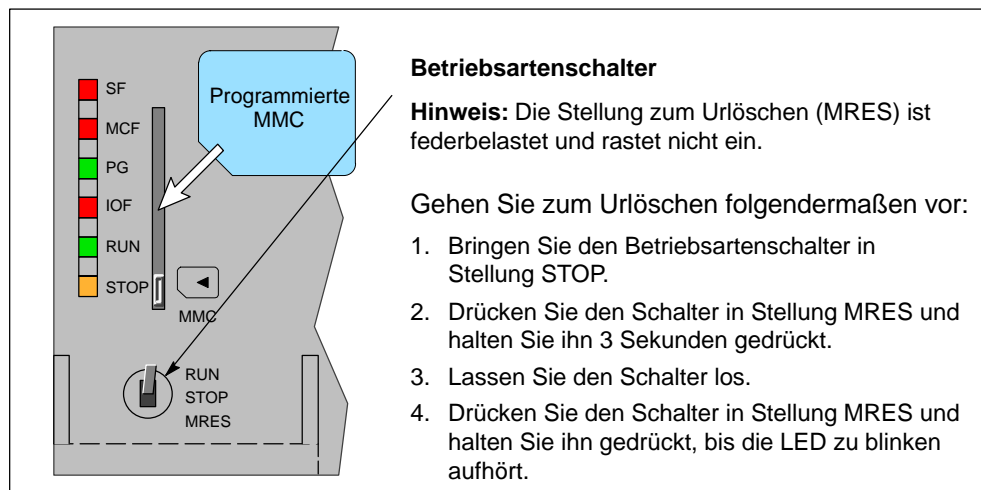 SF
MCF
PG
IOF
RUN
STOP
Programmierte
MMC
MMC
RUN
STOP
MRES
Betriebsartenschalter
Hinweis: Die Stellung zum Urlöschen (MRES) ist
federbelastet und rastet nicht ein.
Gehen Sie zum Urlöschen folgendermaßen vor:
1. Bringen Sie den Betriebsartenschalter in
Stellung STOP.
2. Drücken Sie den Schalter in Stellung MRES und
halten Sie ihn 3 Sekunden gedrückt.
3. Lassen Sie den Schalter los.
4. Drücken Sie den Schalter in Stellung MRES und
halten Sie ihn gedrückt, bis die LED zu blinken
aufhört.